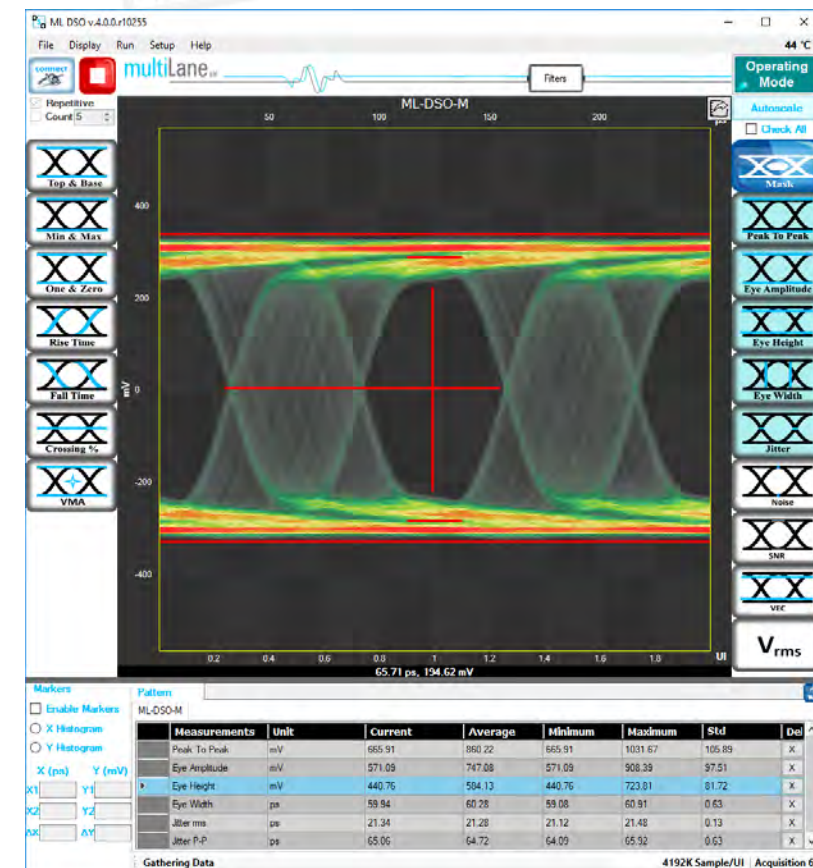 ML DSO v.4.0.0.r10255
File Display Run Setup Help 44 °C
connect
multiLane
Filters
Operating
Mode
Repetitive
Count 5
ML-DSO-M
Autoscale
Check All
50 100 150 200
Top & Base
Min & Max
One & Zero
Rise Time
Fall Time
Crossing %
VMA
400
200
mV 0
-200
-400
0.2 0.4 0.6 0.8 1 1.2 1.4 1.6 1.8 UI
65.71 ps, 194.62 mV
Mask
Peak To Peak
Eye Amplitude
Eye Height
Eye Width
Jitter
Noise
SNR
VEC
Vrms
Markers
Enable Markers
X Histogram
Y Histogram
X (ps) Y (mV)
X1 Y1
X2 Y2
ΔX ΔY
Pattern
ML-DSO-M
Measurements Unit Current Average Minimum Maximum Std Del
Peak To Peak mV 665.91 860.22 665.91 1031.67 105.89 X
Eye Amplitude mV 571.09 747.08 571.09 908.39 97.51 X
Eye Height mV 440.76 584.13 440.76 723.81 81.72 X
Eye Width ps 59.94 60.28 59.08 60.91 0.63 X
Jitter rms ps 21.34 21.28 21.12 21.48 0.13 X
Jitter P-P ps 65.06 64.72 64.09 65.92 0.63 X
Gathering Data 4192K Sample/UI Acquisition 6